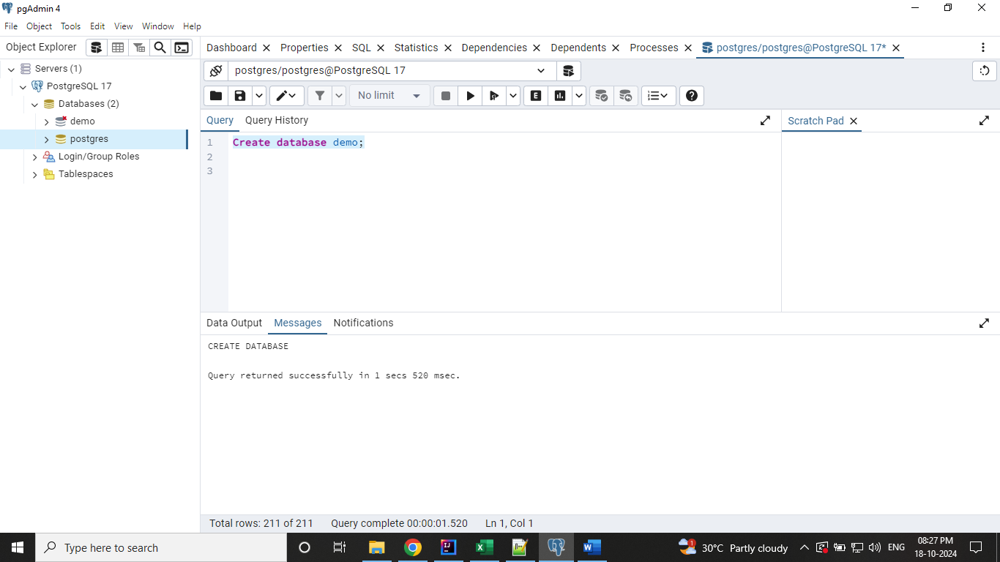 pgAdmin 4
File Object Tools Edit View Window Help
Object Explorer
Dashboard Properties SQL Statistics Dependencies Dependents Processes postgres/postgres@PostgreSQL 17*
Servers (1)
PostgreSQL 17
Databases (2)
demo
postgres
Login/Group Roles
Tablespaces
postgres/postgres@PostgreSQL 17
No limit
E
Query Query History
Scratch Pad
1 Create database demo;
2
3
Data Output Messages Notifications
CREATE DATABASE
Query returned successfully in 1 secs 520 msec.
Total rows: 211 of 211 Query complete 00:00:01.520 Ln 1, Col 1
Type here to search
1 30°C Partly cloudy ENG
08:27 PM
18-10-2024